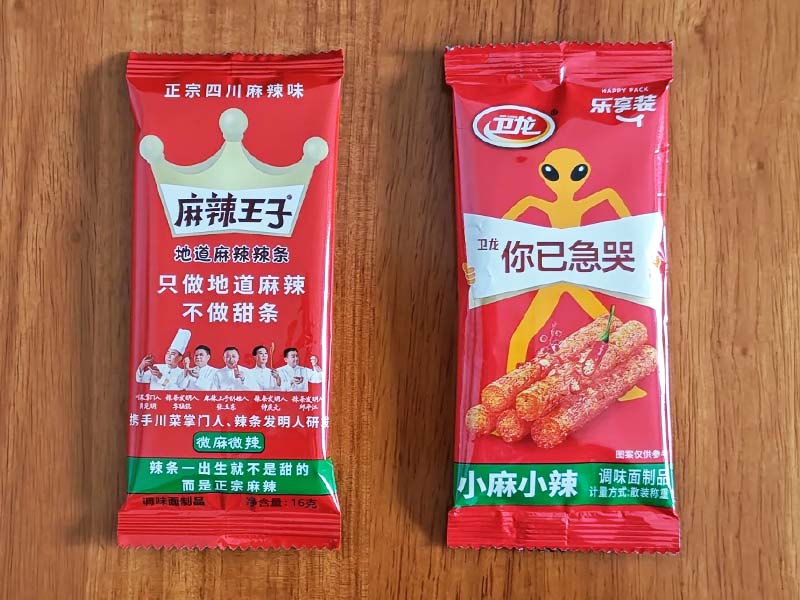 正宗四川麻辣味
麻辣王子®
地道麻辣辣条
只做地道麻辣
不做甜条
携手川菜掌门人、辣条发明人研发
微麻微辣
辣条一出生就不是甜的
而是正宗麻辣
调味面制品
净含量:16克
卫龙®
HAPPY PACK
乐享装
卫龙
你已急哭
图案仅供参
小麻小辣
调味面制品
计量方式:散装称重